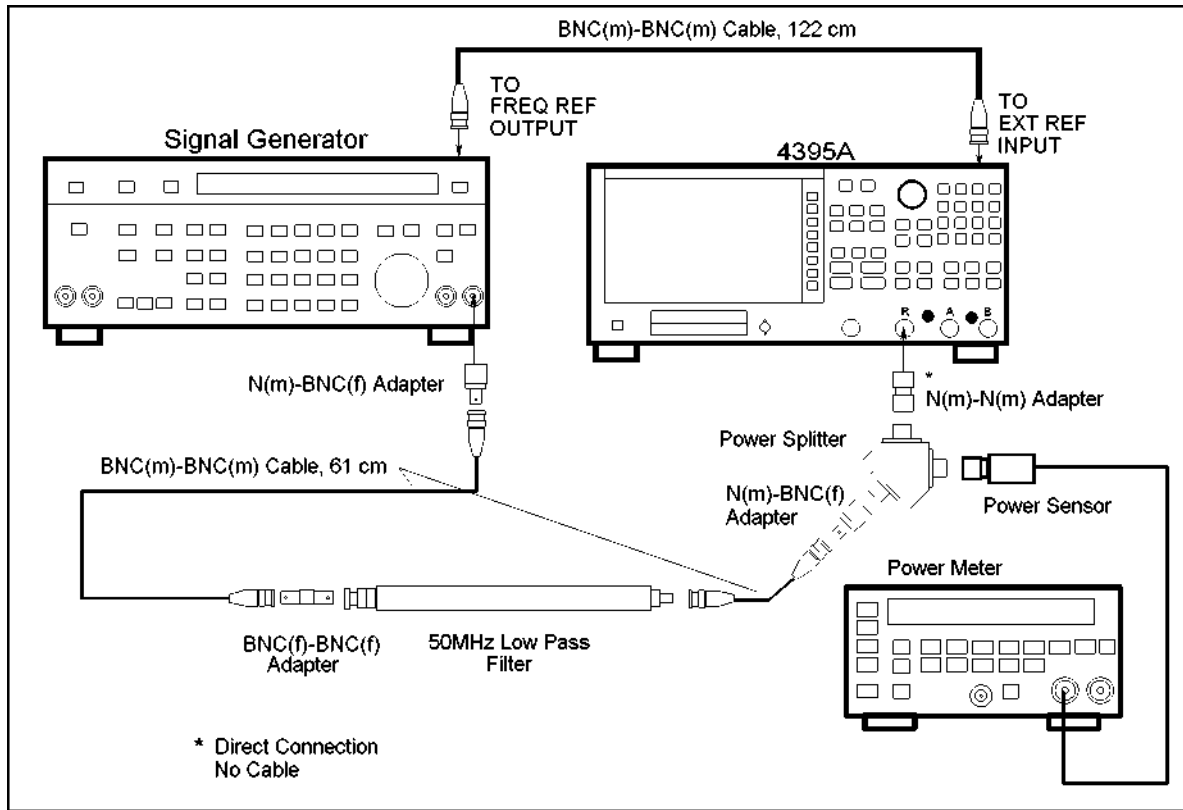 BNC(m)-BNC(m) Cable, 122 cm
TO
FREQ REF
OUTPUT
TO
EXT REF
INPUT
Signal Generator
4395A
R
A
B
N(m)-BNC(f) Adapter
*
N(m)-N(m) Adapter
Power Splitter
BNC(m)-BNC(m) Cable, 61 cm
N(m)-BNC(f)
Adapter
Power Sensor
Power Meter
BNC(f)-BNC(f)
Adapter
50MHz Low Pass
Filter
* Direct Connection
No Cable